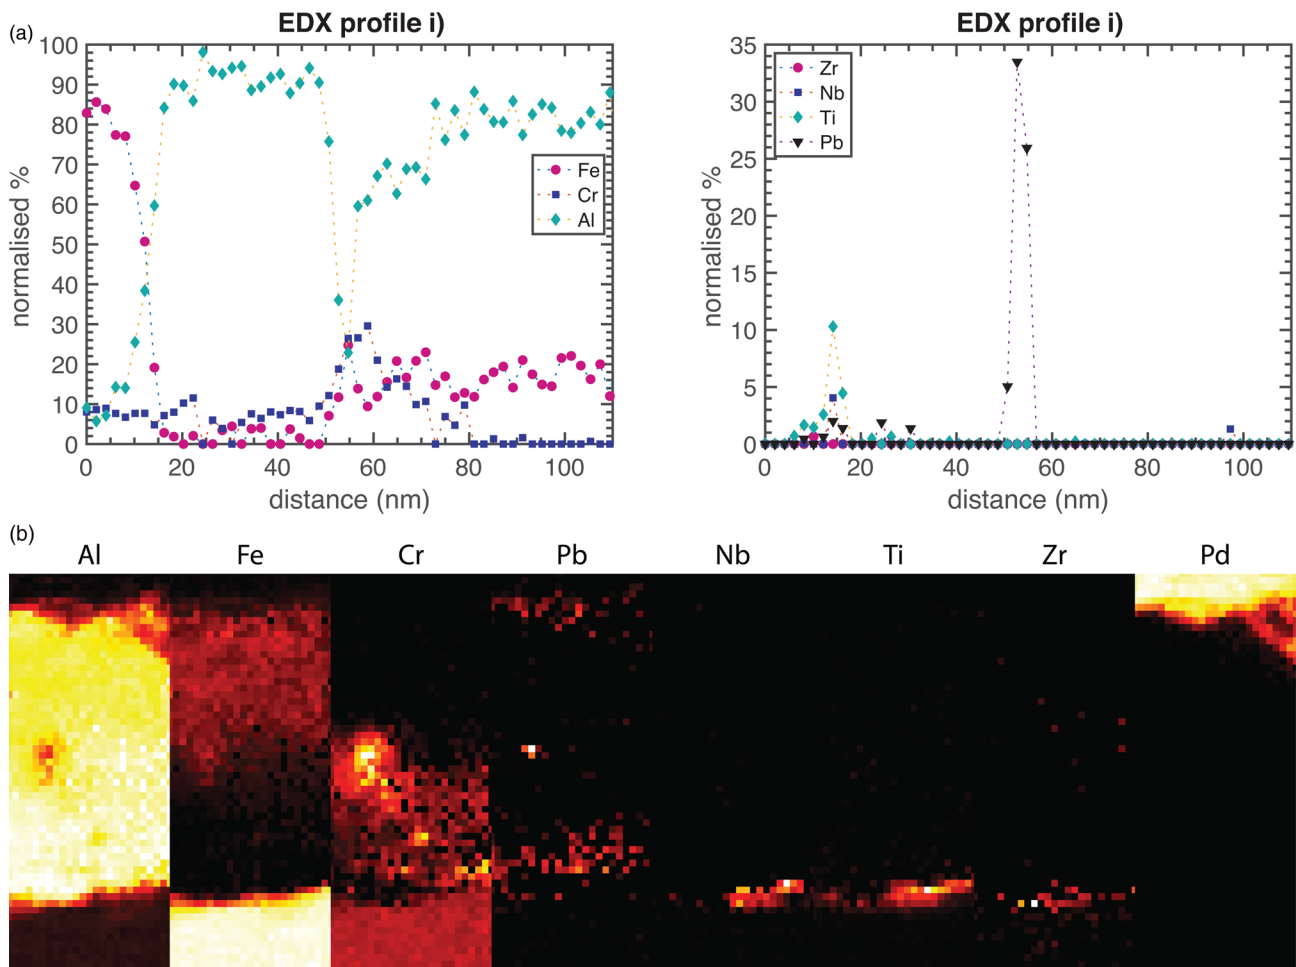 (a)
EDX profile i)
100
90
80
70
60
50
40
30
20
10
0
normalised %
Fe
Cr
Al
0 20 40 60 80 100
distance (nm)
EDX profile i)
35
30
25
20
15
10
5
0
normalised %
Zr
Nb
Ti
Pb
0 20 40 60 80 100
distance (nm)
(b)
Al Fe Cr Pb Nb Ti Zr Pd